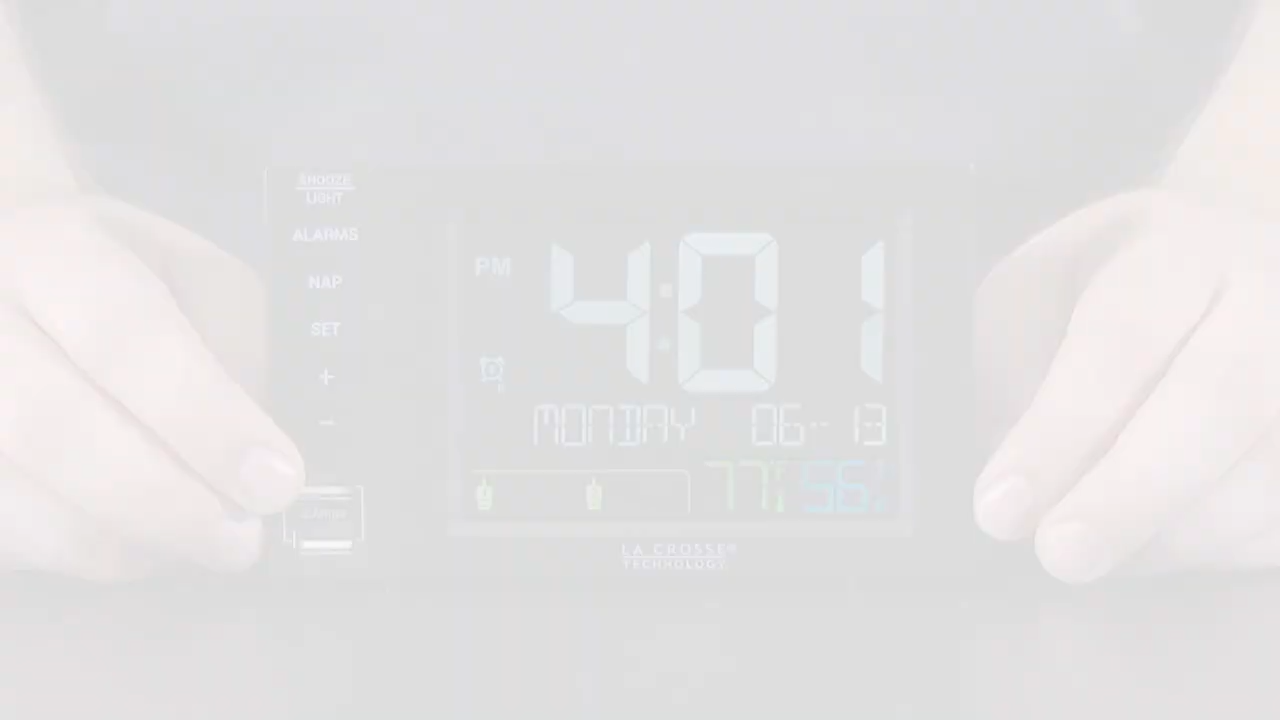 SNOOZE
LIGHT
ALARMS
NAP
SET
+
−
PM
4:01
MONDAY 06-13
77% 56%
LA CROSSE®
TECHNOLOGY